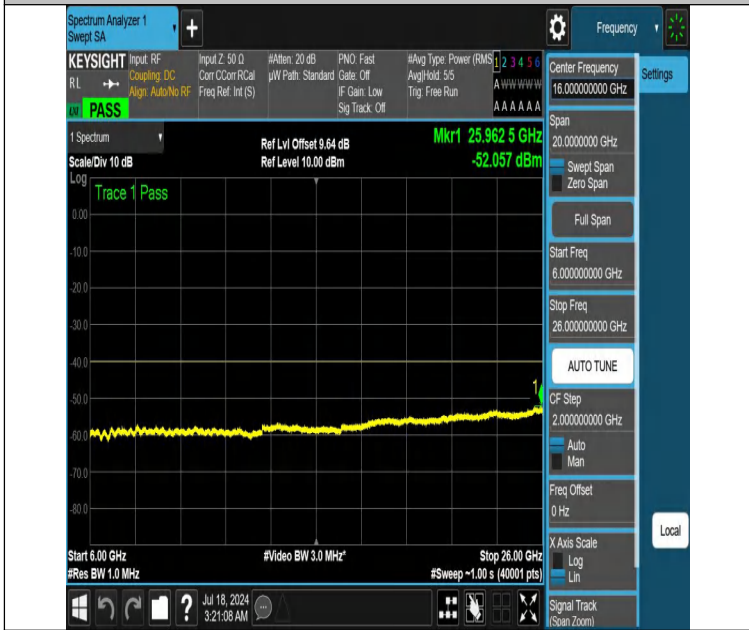 Spectrum Analyzer 1
Swept SA
+
Frequency
KEYSIGHT
RL
PASS
Input: RF
Coupling: DC
Align: Auto/No RF
Input Z: 50 Ω
Corr CCorr RCal
Freq Ref: Int (S)
#Atten: 20 dB
µW Path: Standard
PNO: Fast
Gate: Off
IF Gain: Low
Sig Track: Off
#Avg Type: Power (RMS
Avg|Hold: 5/5
Trig: Free Run
1 2 3 4 5 6
A W W W W W
A A A A A A
1 Spectrum
Scale/Div 10 dB
Ref Lvl Offset 9.64 dB
Ref Level 10.00 dBm
Mkr1 25.962 5 GHz
-52.057 dBm
Log
Trace 1 Pass
0.00
-10.0
-20.0
-30.0
-40.0
-50.0
-60.0
-70.0
-80.0
1
Start 6.00 GHz
#Res BW 1.0 MHz
#Video BW 3.0 MHz*
Stop 26.00 GHz
#Sweep ~1.00 s (40001 pts)
Center Frequency
16.000000000 GHz
Span
20.0000000 GHz
Swept Span
Zero Span
Full Span
Start Freq
6.000000000 GHz
Stop Freq
26.000000000 GHz
AUTO TUNE
CF Step
2.000000000 GHz
Auto
Man
Freq Offset
0 Hz
X Axis Scale
Log
Lin
Signal Track
(Span Zoom)
Settings
Local
?
Jul 18, 2024
3:21:08 AM